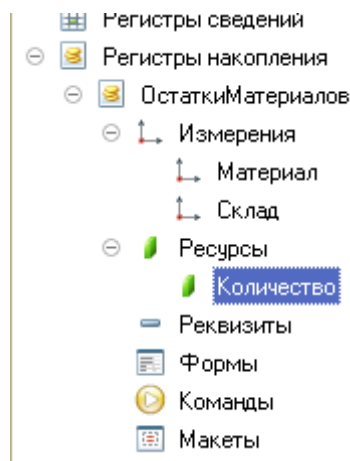 Регистры сведений
Регистры накопления
ОстаткиМатериалов
Измерения
Материал
Склад
Ресурсы
Количество
Реквизиты
Формы
Команды
Макеты